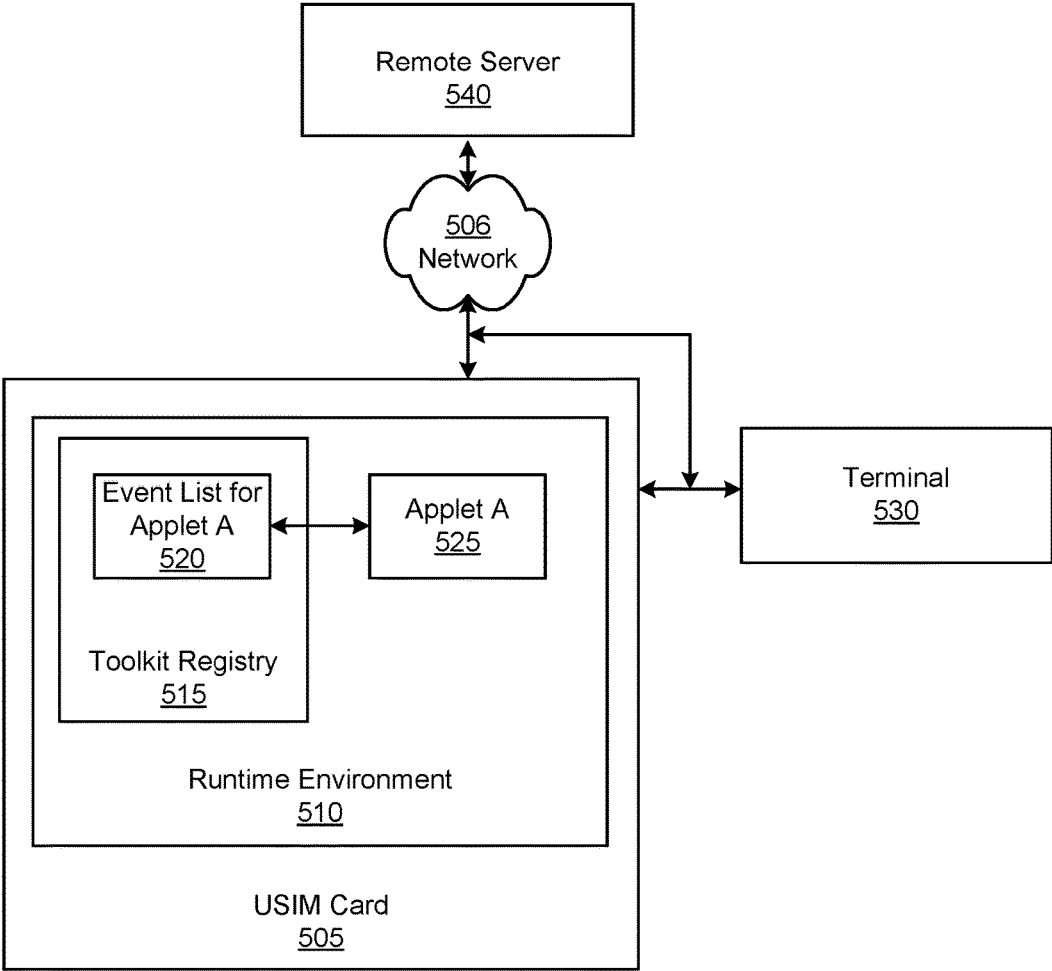 Remote Server
540
506
Network
Event List for
Applet A
520
Applet A
525
Terminal
530
Toolkit Registry
515
Runtime Environment
510
USIM Card
505